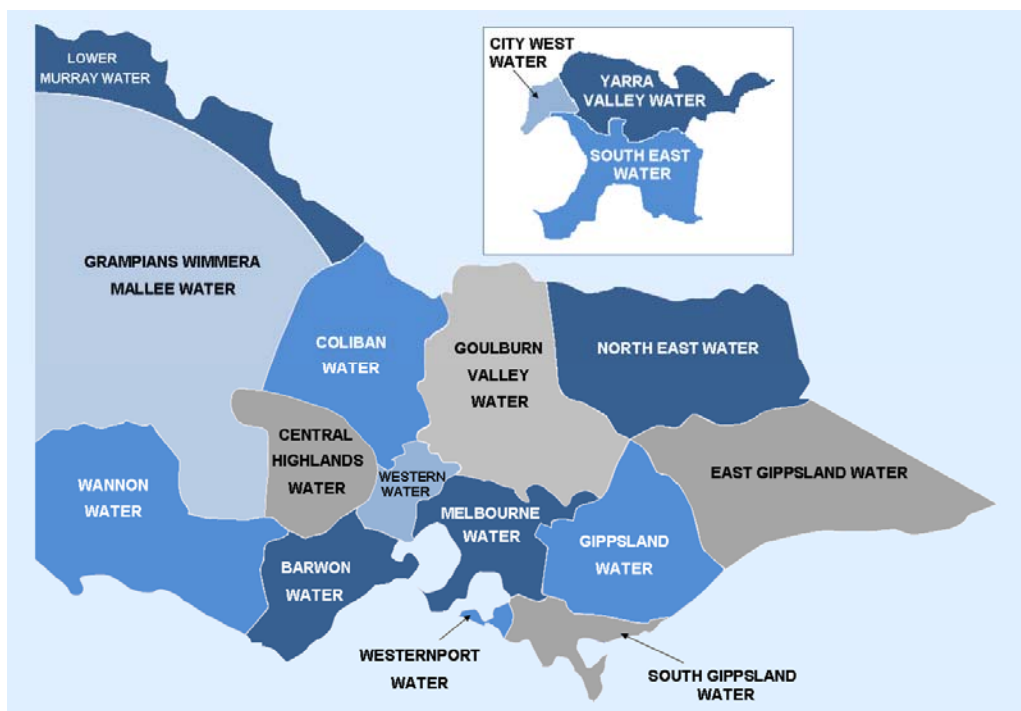 LOWER
MURRAY WATER
CITY WEST
WATER
YARRA
VALLEY WATER
SOUTH EAST
WATER
GRAMPIANS WIMMERA
MALLEE WATER
COLIBAN
WATER
GOULBURN
VALLEY
WATER
NORTH EAST WATER
CENTRAL
HIGHLANDS
WATER
WESTERN
WATER
EAST GIPPSLAND WATER
WANNON
WATER
MELBOURNE
WATER
GIPPSLAND
WATER
BARWON
WATER
WESTERNPORT
WATER
SOUTH GIPPSLAND
WATER